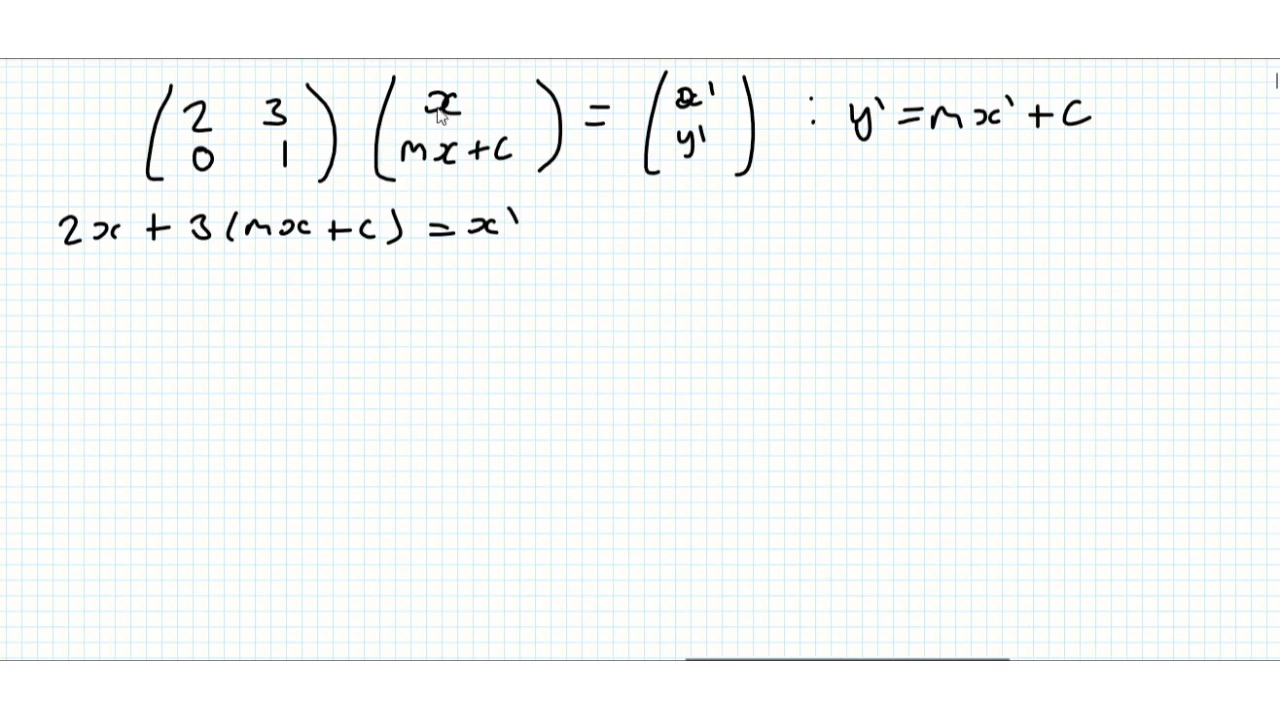 (2 3
0 1) (x
mx+c) = (x'
y') : y' = mx' + c
2x + 3(mx + c) = x'